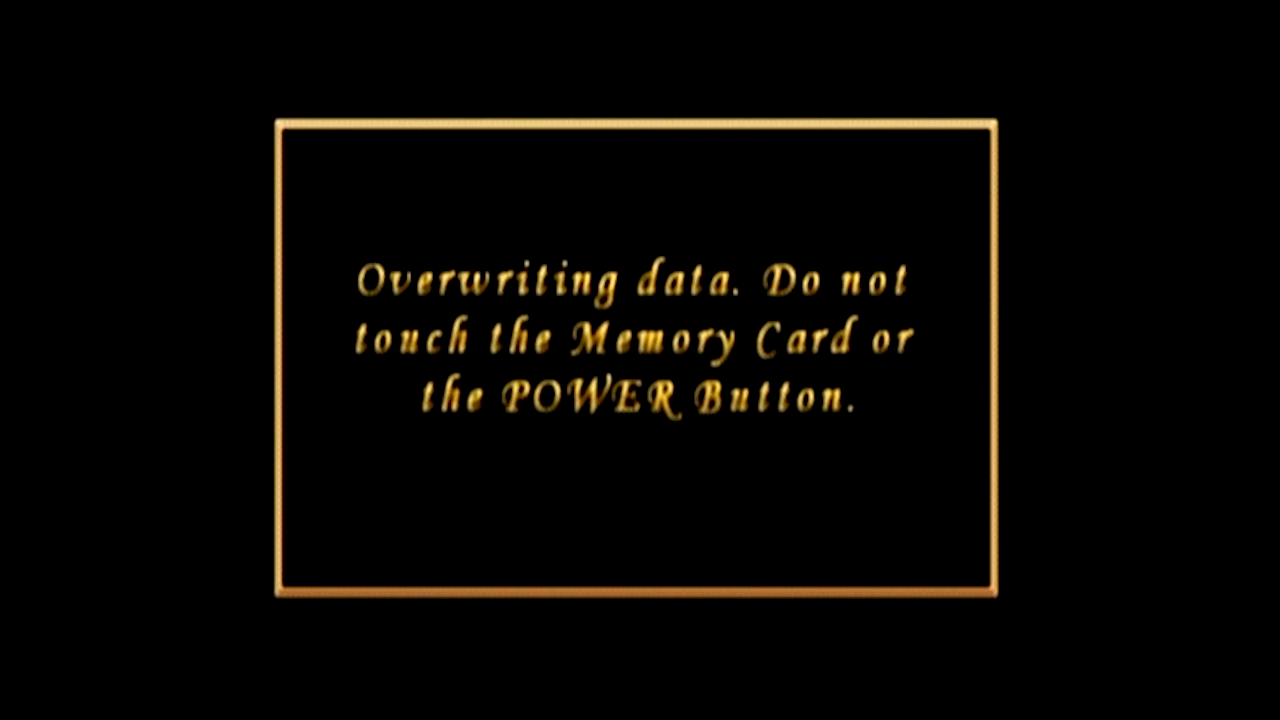 Overwriting data. Do not
touch the Memory Card or
the POWER Button.